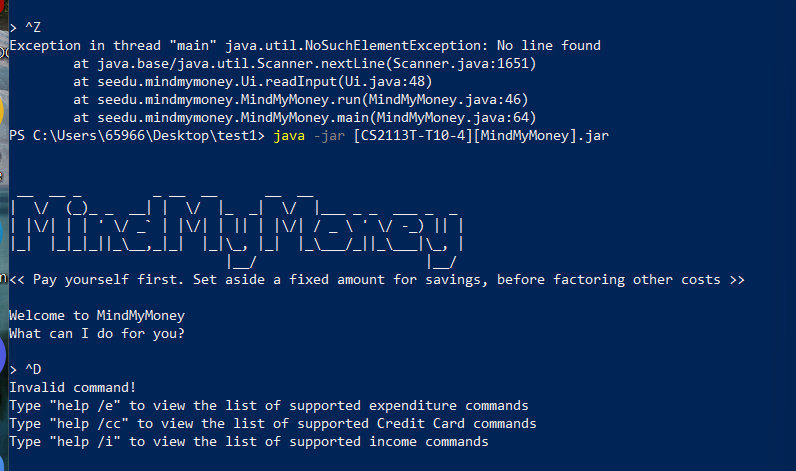 > ^Z
Exception in thread "main" java.util.NoSuchElementException: No line found
at java.base/java.util.Scanner.nextLine(Scanner.java:1651)
at seedu.mindmymoney.Ui.readInput(Ui.java:48)
at seedu.mindmymoney.MindMyMoney.run(MindMyMoney.java:46)
at seedu.mindmymoney.MindMyMoney.main(MindMyMoney.java:64)
PS C:\Users\65966\Desktop\test1> java -jar [CS2113T-T10-4][MindMyMoney].jar
MindMyMoney
<< Pay yourself first. Set aside a fixed amount for savings, before factoring other costs >>
Welcome to MindMyMoney
What can I do for you?
> ^D
Invalid command!
Type "help /e" to view the list of supported expenditure commands
Type "help /cc" to view the list of supported Credit Card commands
Type "help /i" to view the list of supported income commands